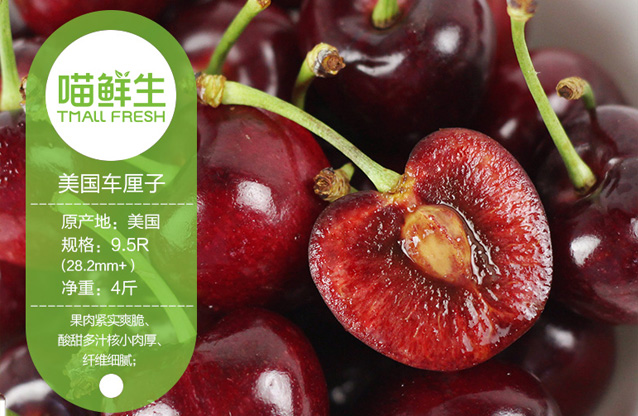 喵鲜生
TMALL FRESH
美国车厘子
原产地：美国
规格：9.5R
（28.2mm+）
净重：4斤
果肉紧实爽脆、
酸甜多汁核小肉厚、
纤维细腻；